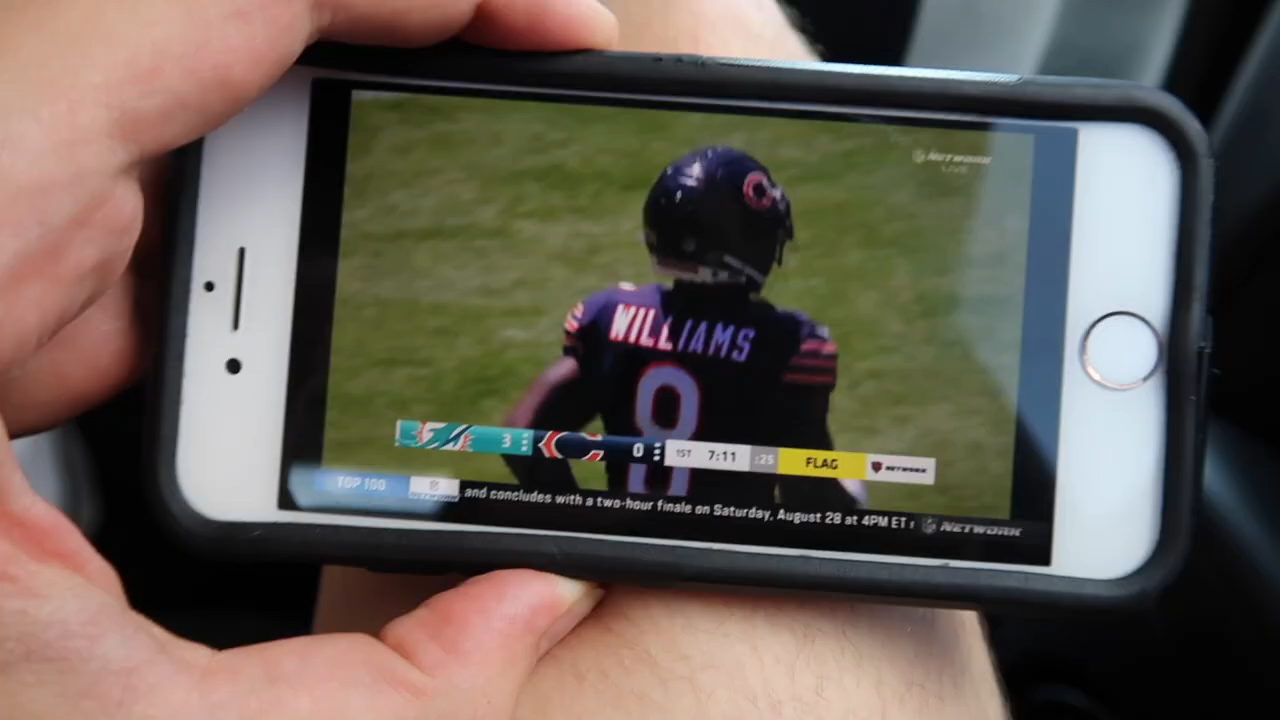 NETWORK
LIVE
WILLIAMS
8
3 0 1ST 7:11 :25 FLAG NETWORK
TOP 100 and concludes with a two-hour finale on Saturday, August 28 at 4PM ET NFL NETWORK